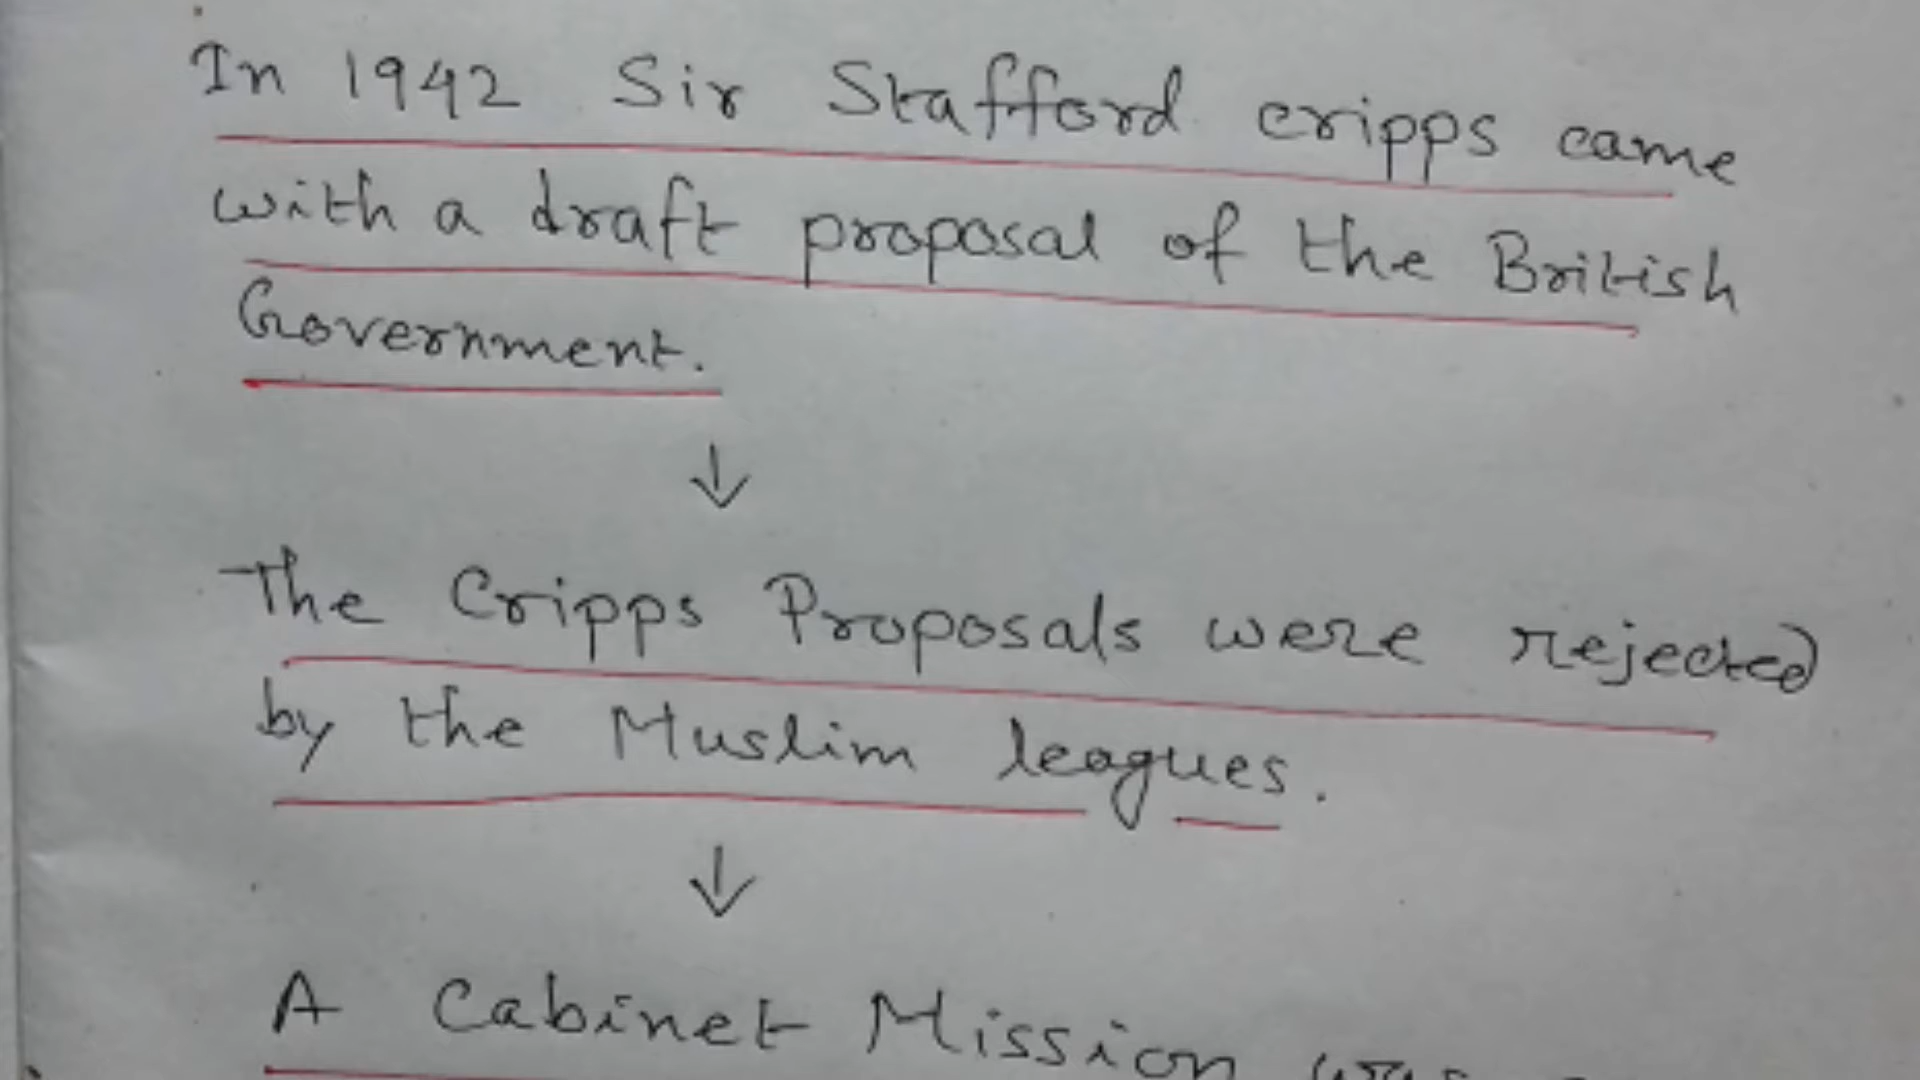 In 1942 Sir Stafford cripps came
with a draft proposal of the British
Government.
↓
The Cripps Proposals were rejected
by the Muslim leagues.
↓
A Cabinet Mission was